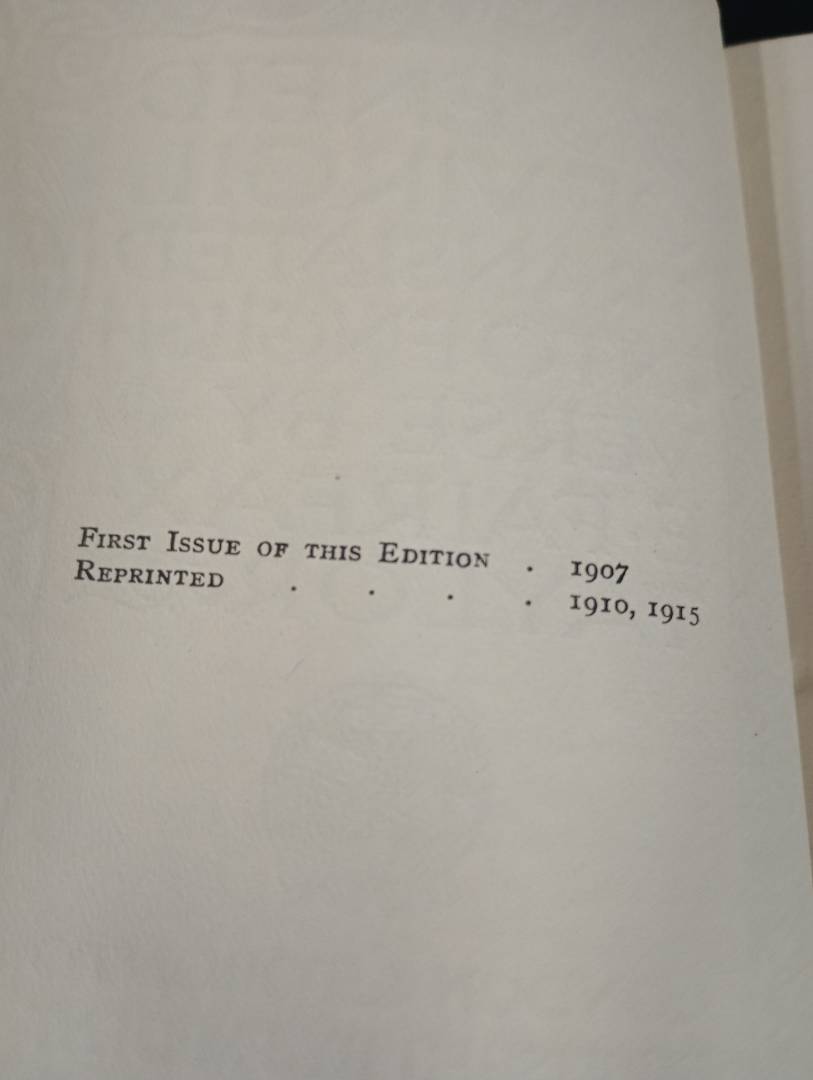 First Issue of this Edition . 1907
Reprinted . . . . 1910, 1915